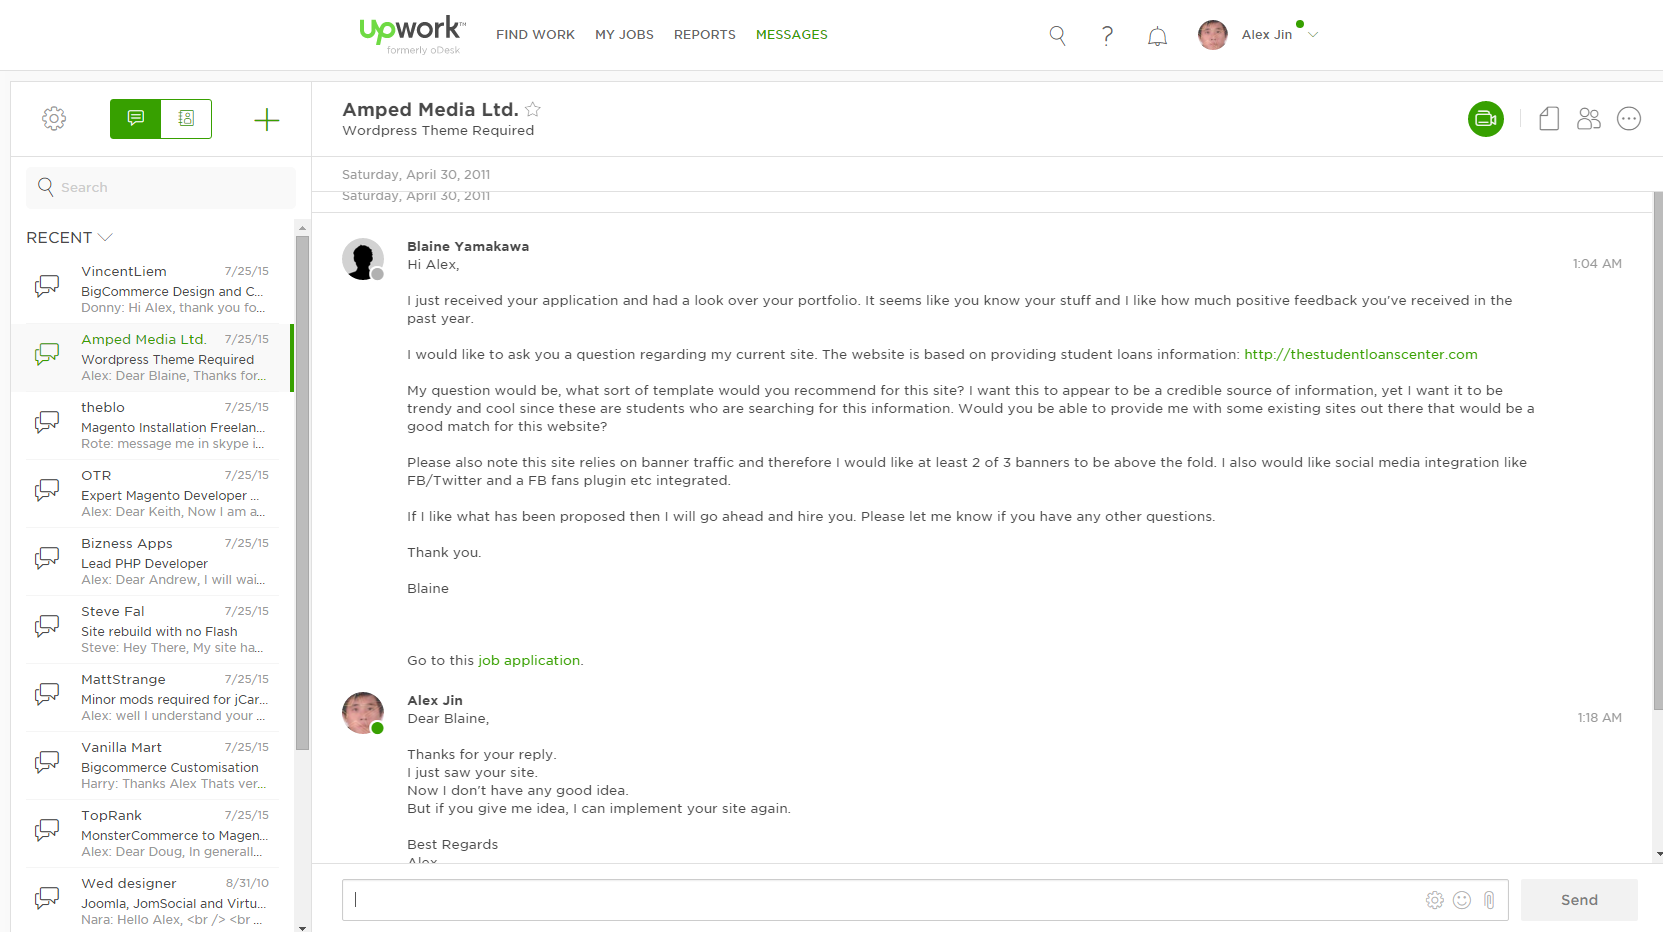 upwork™
formerly oDesk
FIND WORK MY JOBS REPORTS MESSAGES
? Alex Jin
Search
RECENT
VincentLiem 7/25/15
BigCommerce Design and C...
Donny: Hi Alex, thank you fo...
Amped Media Ltd. 7/25/15
Wordpress Theme Required
Alex: Dear Blaine, Thanks for...
theblo 7/25/15
Magento Installation Freelan...
Rote: message me in skype i...
OTR 7/25/15
Expert Magento Developer ...
Alex: Dear Keith, Now I am a...
Bizness Apps 7/25/15
Lead PHP Developer
Alex: Dear Andrew, I will wai...
Steve Fal 7/25/15
Site rebuild with no Flash
Steve: Hey There, My site ha...
MattStrange 7/25/15
Minor mods required for jCar...
Alex: well I understand your ...
Vanilla Mart 7/25/15
Bigcommerce Customisation
Harry: Thanks Alex Thats ver...
TopRank 7/25/15
MonsterCommerce to Magen...
Alex: Dear Doug, In generall...
Wed designer 8/31/10
Joomla, JomSocial and Virtu...
Nara: Hello Alex, <br /> <br ...
Amped Media Ltd.
Wordpress Theme Required
Saturday, April 30, 2011
Saturday, April 30, 2011
Blaine Yamakawa
Hi Alex, 1:04 AM
I just received your application and had a look over your portfolio. It seems like you know your stuff and I like how much positive feedback you've received in the
past year.
I would like to ask you a question regarding my current site. The website is based on providing student loans information: http://thestudentloanscenter.com
My question would be, what sort of template would you recommend for this site? I want this to appear to be a credible source of information, yet I want it to be
trendy and cool since these are students who are searching for this information. Would you be able to provide me with some existing sites out there that would be a
good match for this website?
Please also note this site relies on banner traffic and therefore I would like at least 2 of 3 banners to be above the fold. I also would like social media integration like
FB/Twitter and a FB fans plugin etc integrated.
If I like what has been proposed then I will go ahead and hire you. Please let me know if you have any other questions.
Thank you.
Blaine
Go to this job application.
Alex Jin
Dear Blaine, 1:18 AM
Thanks for your reply.
I just saw your site.
Now I don't have any good idea.
But if you give me idea, I can implement your site again.
Best Regards
Alex
Send